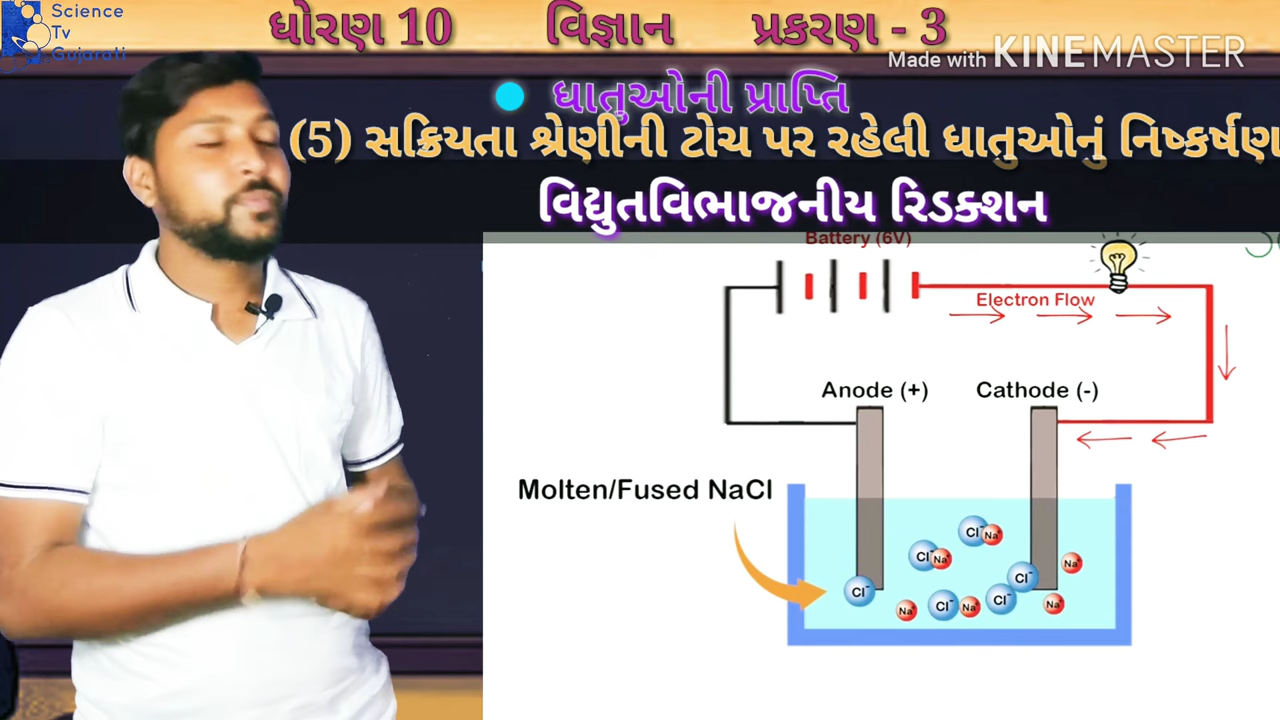 Science
Tv
Gujarati
ધોરણ 10 વિજ્ઞાન પ્રકરણ - 3
Made with KINEMASTER
ધાતુઓની પ્રાપ્તિ
(5) સક્રિયતા શ્રેણીની ટોચ પર રહેલી ધાતુઓનું નિષ્કર્ષણ
વિદ્યુતવિભાજનીય રિડક્શન
Battery (6V)
Electron Flow
Anode (+) Cathode (-)
Molten/Fused NaCl
Cl⁻ Na⁺
Cl⁻ Na⁺
Na⁺
Cl⁻
Cl⁻
Na⁺
Cl⁻ Na⁺
Cl⁻
Na⁺